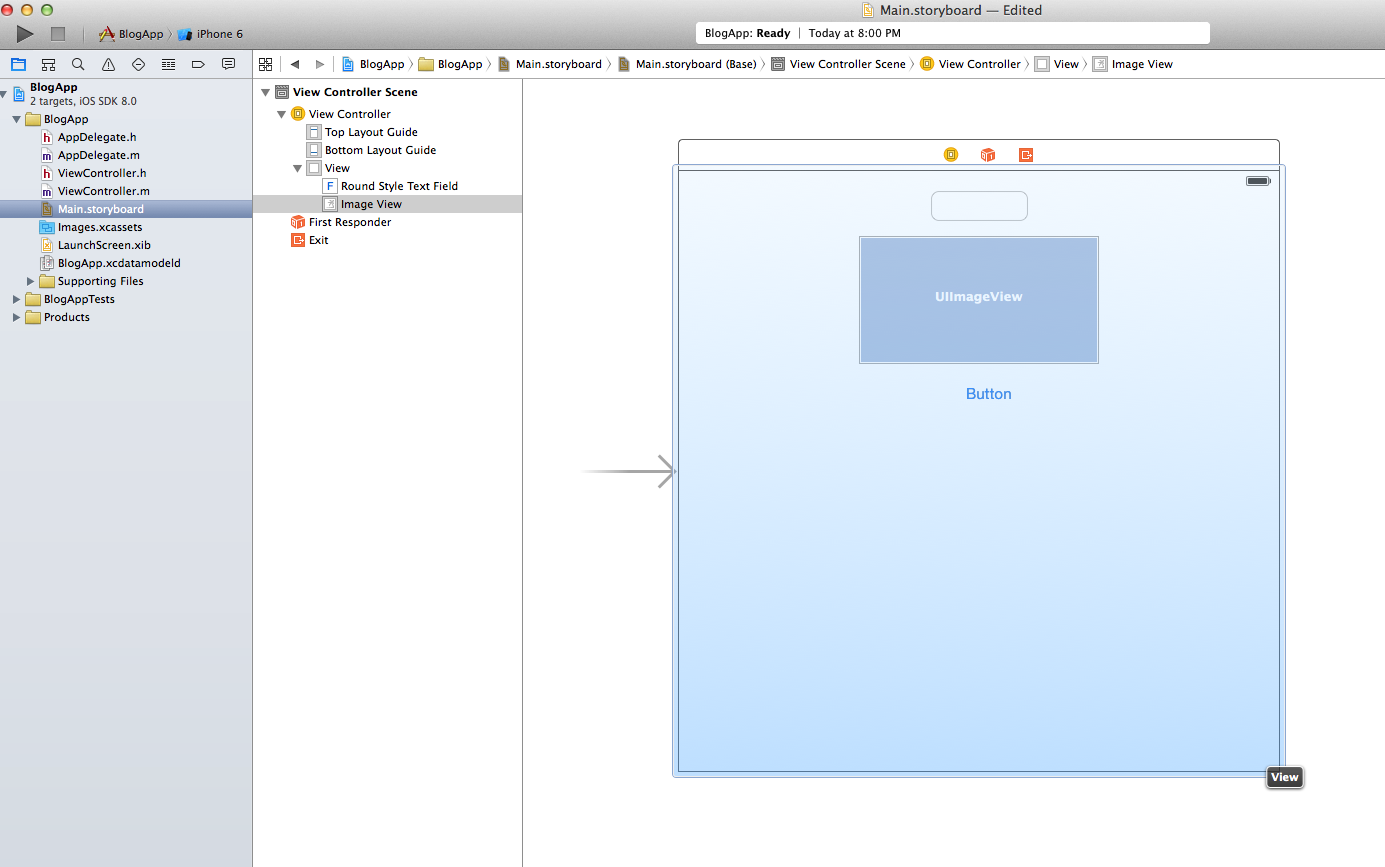 Main.storyboard — Edited
BlogApp iPhone 6
BlogApp: Ready | Today at 8:00 PM
BlogApp BlogApp Main.storyboard Main.storyboard (Base) View Controller Scene View Controller View Image View
BlogApp
2 targets, iOS SDK 8.0
BlogApp
h AppDelegate.h
m AppDelegate.m
h ViewController.h
m ViewController.m
Main.storyboard
Images.xcassets
LaunchScreen.xib
BlogApp.xcdatamodeld
Supporting Files
BlogAppTests
Products
View Controller Scene
View Controller
Top Layout Guide
Bottom Layout Guide
View
F Round Style Text Field
Image View
First Responder
Exit
UIImageView
Button
View